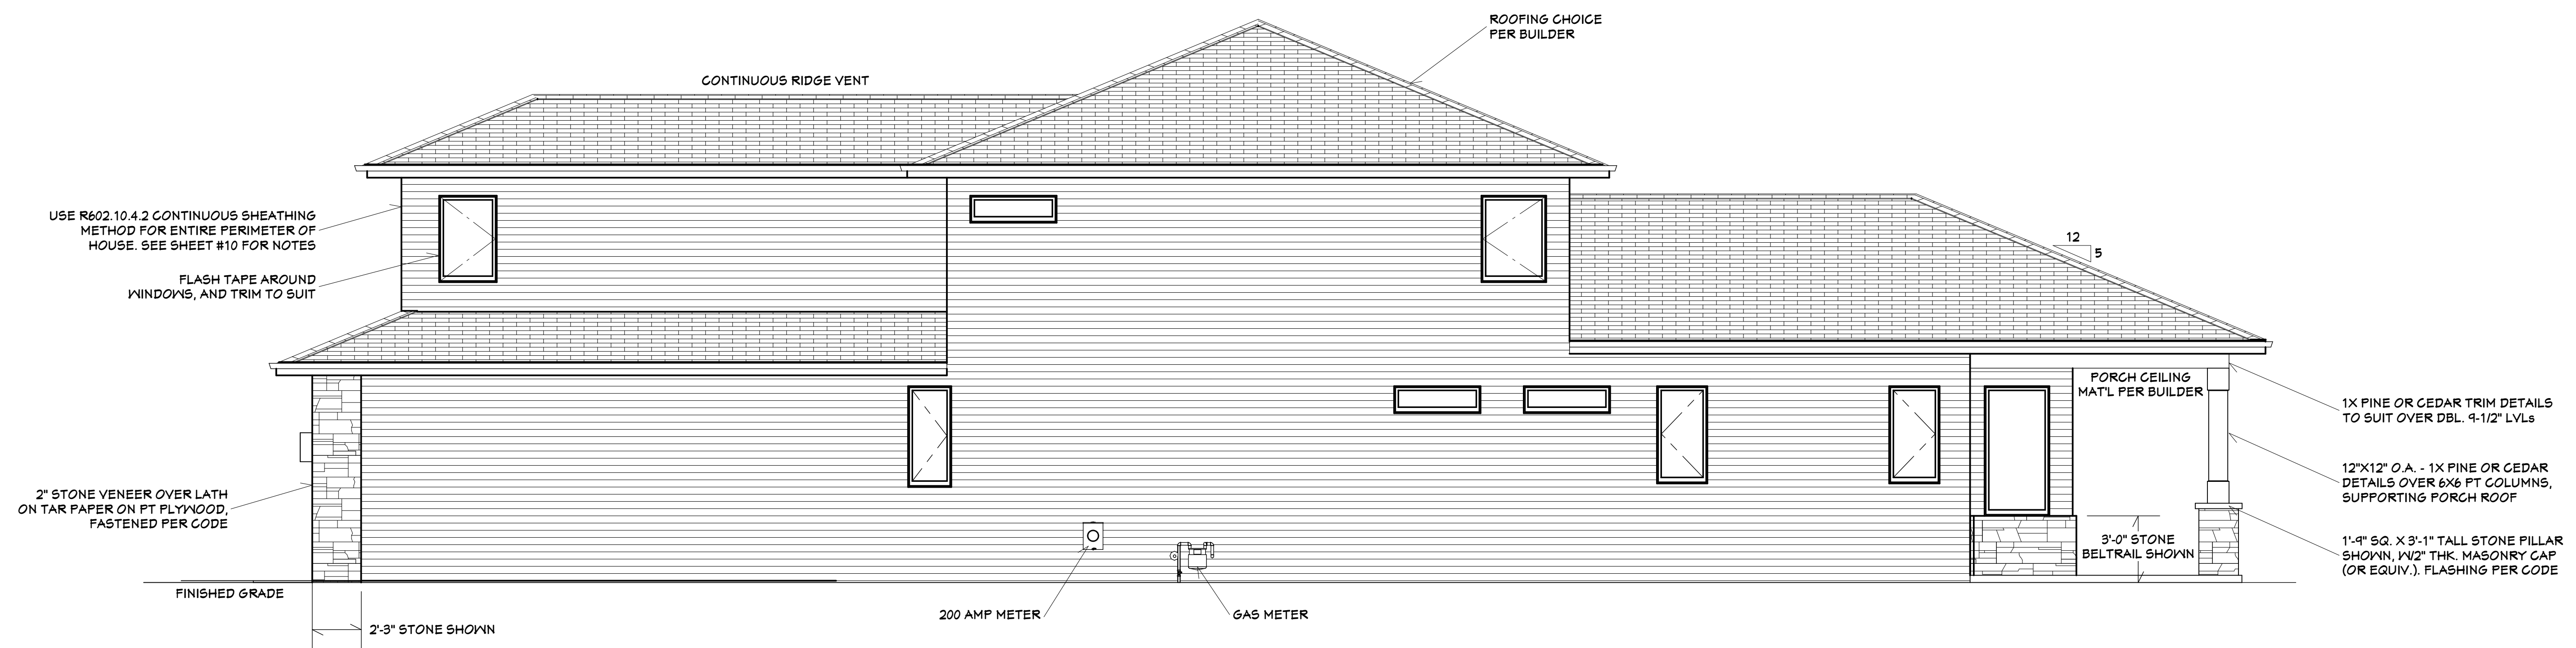 ROOFING CHOICE
PER BUILDER
CONTINUOUS RIDGE VENT
USE R602.10.4.2 CONTINUOUS SHEATHING
METHOD FOR ENTIRE PERIMETER OF
HOUSE. SEE SHEET #10 FOR NOTES
12
5
FLASH TAPE AROUND
WINDOWS, AND TRIM TO SUIT
PORCH CEILING
MAT'L PER BUILDER
1X PINE OR CEDAR TRIM DETAILS
TO SUIT OVER DBL. 9-1/2" LVLs
12"X12" O.A. - 1X PINE OR CEDAR
DETAILS OVER 6X6 PT COLUMNS,
SUPPORTING PORCH ROOF
2" STONE VENEER OVER LATH
ON TAR PAPER ON PT PLYWOOD,
FASTENED PER CODE
3'-0" STONE
BELTRAIL SHOWN
1'-9" SQ. X 3'-1" TALL STONE PILLAR
SHOWN, W/2" THK. MASONRY CAP
(OR EQUIV.). FLASHING PER CODE
FINISHED GRADE
200 AMP METER
GAS METER
2'-3" STONE SHOWN